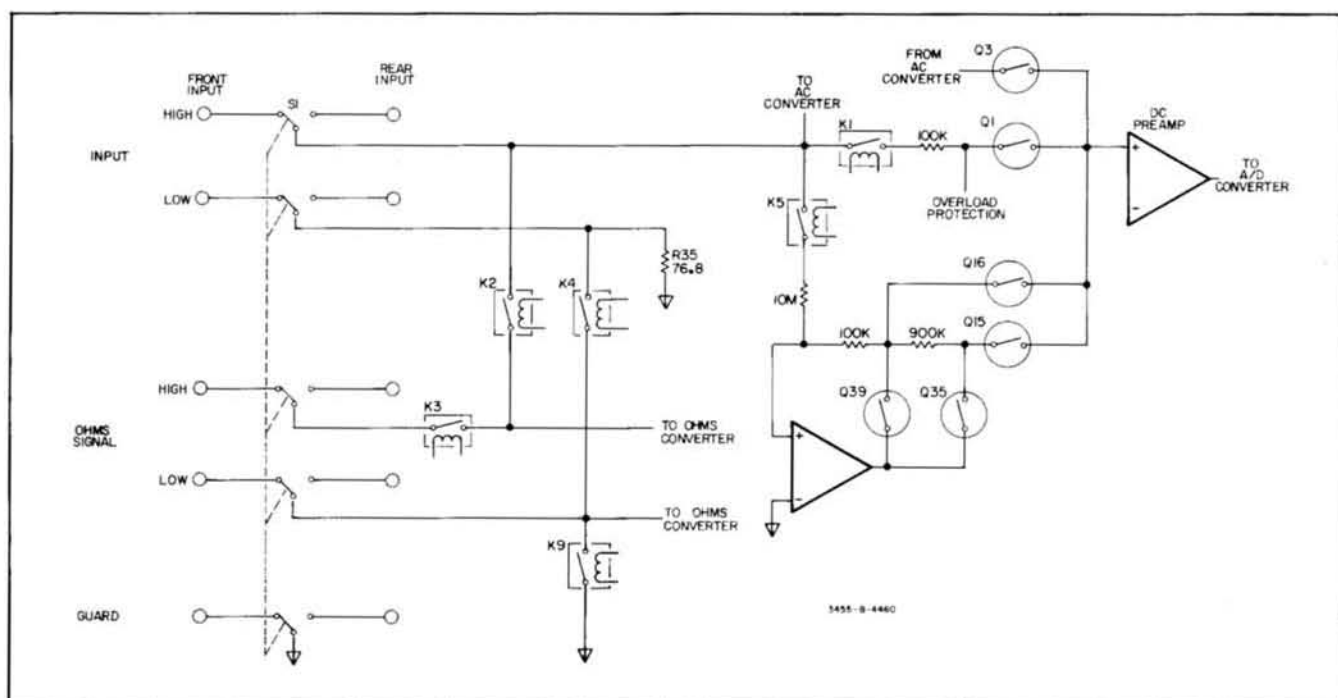 FRONT
INPUT
REAR
INPUT
HIGH
S1
INPUT
LOW
R35
76.8
K2
K4
HIGH
K3
OHMS
SIGNAL
TO OHMS
CONVERTER
LOW
TO OHMS
CONVERTER
K9
GUARD
FROM
AC
CONVERTER
Q3
TO
AC
CONVERTER
K1
100K
Q1
DC
PREAMP
+
-
TO
A/D
CONVERTER
OVERLOAD
PROTECTION
K5
10M
Q16
100K
900K
Q15
Q39
Q35
+
-
3455-B-4460